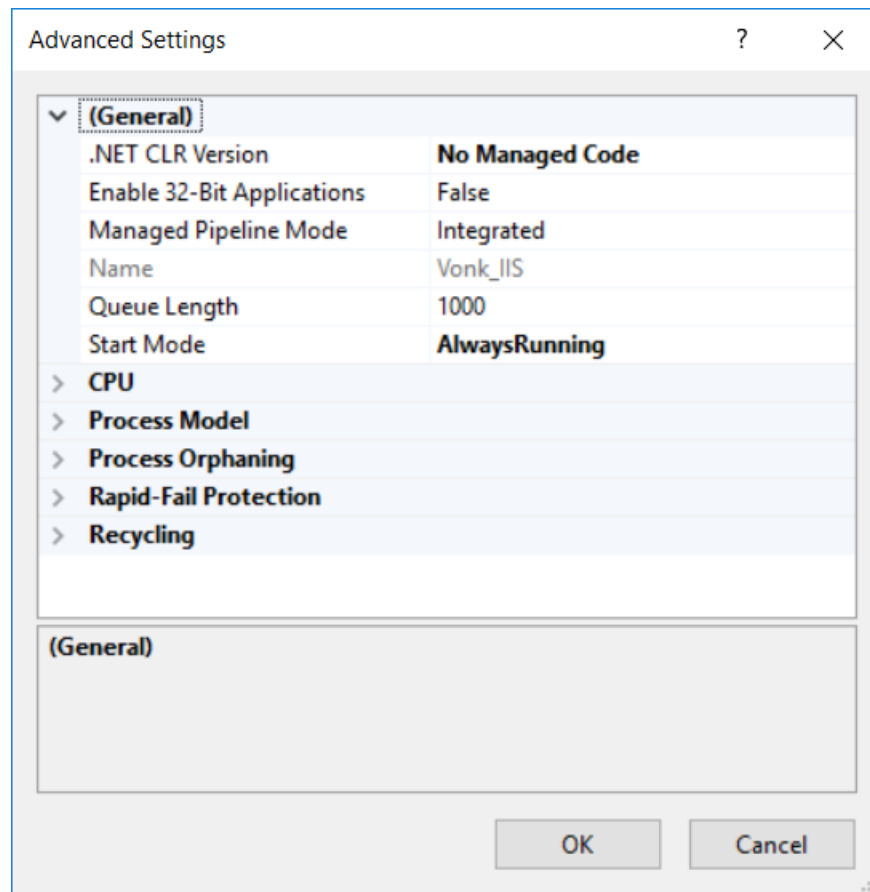 Advanced Settings ?
(General)
.NET CLR Version No Managed Code
Enable 32-Bit Applications False
Managed Pipeline Mode Integrated
Name Vonk_IIS
Queue Length 1000
Start Mode AlwaysRunning
CPU
Process Model
Process Orphaning
Rapid-Fail Protection
Recycling
(General)
OK Cancel